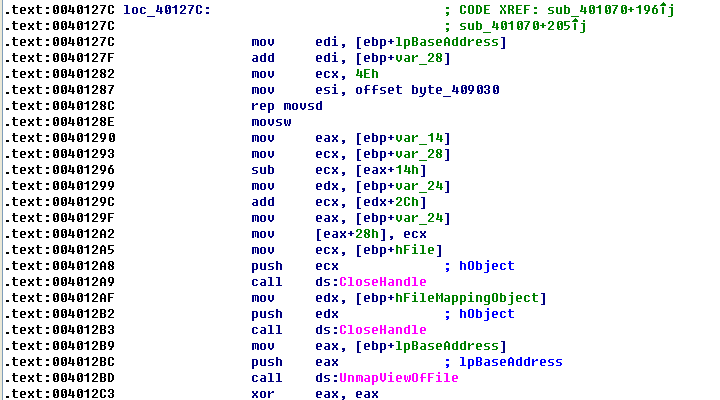 .text:0040127C loc_40127C: ; CODE XREF: sub_401070+196↑j
.text:0040127C ; sub_401070+205↑j
.text:0040127C mov edi, [ebp+lpBaseAddress]
.text:0040127F add edi, [ebp+var_28]
.text:00401282 mov ecx, 4Eh
.text:00401287 mov esi, offset byte_409030
.text:0040128C rep movsd
.text:0040128E movsw
.text:00401290 mov eax, [ebp+var_14]
.text:00401293 mov ecx, [ebp+var_28]
.text:00401296 sub ecx, [eax+14h]
.text:00401299 mov edx, [ebp+var_24]
.text:0040129C add ecx, [edx+2Ch]
.text:0040129F mov eax, [ebp+var_24]
.text:004012A2 mov [eax+28h], ecx
.text:004012A5 mov ecx, [ebp+hFile]
.text:004012A8 push ecx ; hObject
.text:004012A9 call ds:CloseHandle
.text:004012AF mov edx, [ebp+hFileMappingObject]
.text:004012B2 push edx ; hObject
.text:004012B3 call ds:CloseHandle
.text:004012B9 mov eax, [ebp+lpBaseAddress]
.text:004012BC push eax ; lpBaseAddress
.text:004012BD call ds:UnmapViewOfFile
.text:004012C3 xor eax, eax